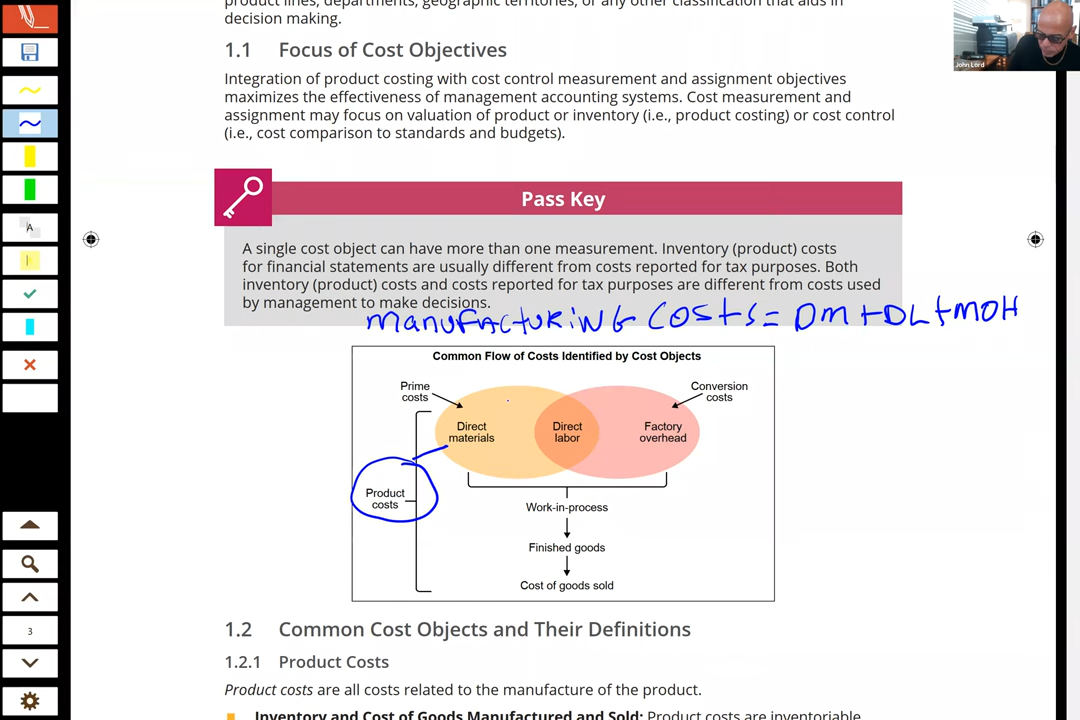 product lines, departments, geographic territories, or any other classification that aids in
decision making.
John Lord
1.1 Focus of Cost Objectives
Integration of product costing with cost control measurement and assignment objectives
maximizes the effectiveness of management accounting systems. Cost measurement and
assignment may focus on valuation of product or inventory (i.e., product costing) or cost control
(i.e., cost comparison to standards and budgets).
Pass Key
A
A single cost object can have more than one measurement. Inventory (product) costs
for financial statements are usually different from costs reported for tax purposes. Both
inventory (product) costs and costs reported for tax purposes are different from costs used
by management to make decisions.
MANUFACTURING COSTS = DM + DL + MOH
Common Flow of Costs Identified by Cost Objects
Prime
costs
Conversion
costs
Direct
materials
Direct
labor
Factory
overhead
Product
costs
Work-in-process
Finished goods
Cost of goods sold
3
1.2 Common Cost Objects and Their Definitions
1.2.1 Product Costs
Product costs are all costs related to the manufacture of the product.
Inventory and Cost of Goods Manufactured and Sold: Product costs are inventoriable